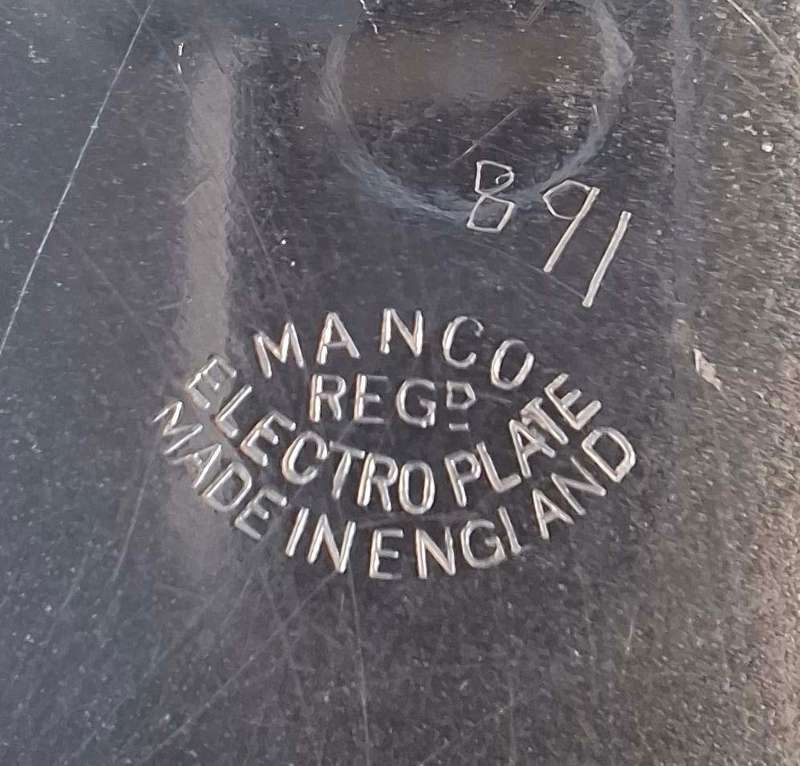 891
MANCO
REGD
ELECTRO PLATE
MADE IN ENGLAND